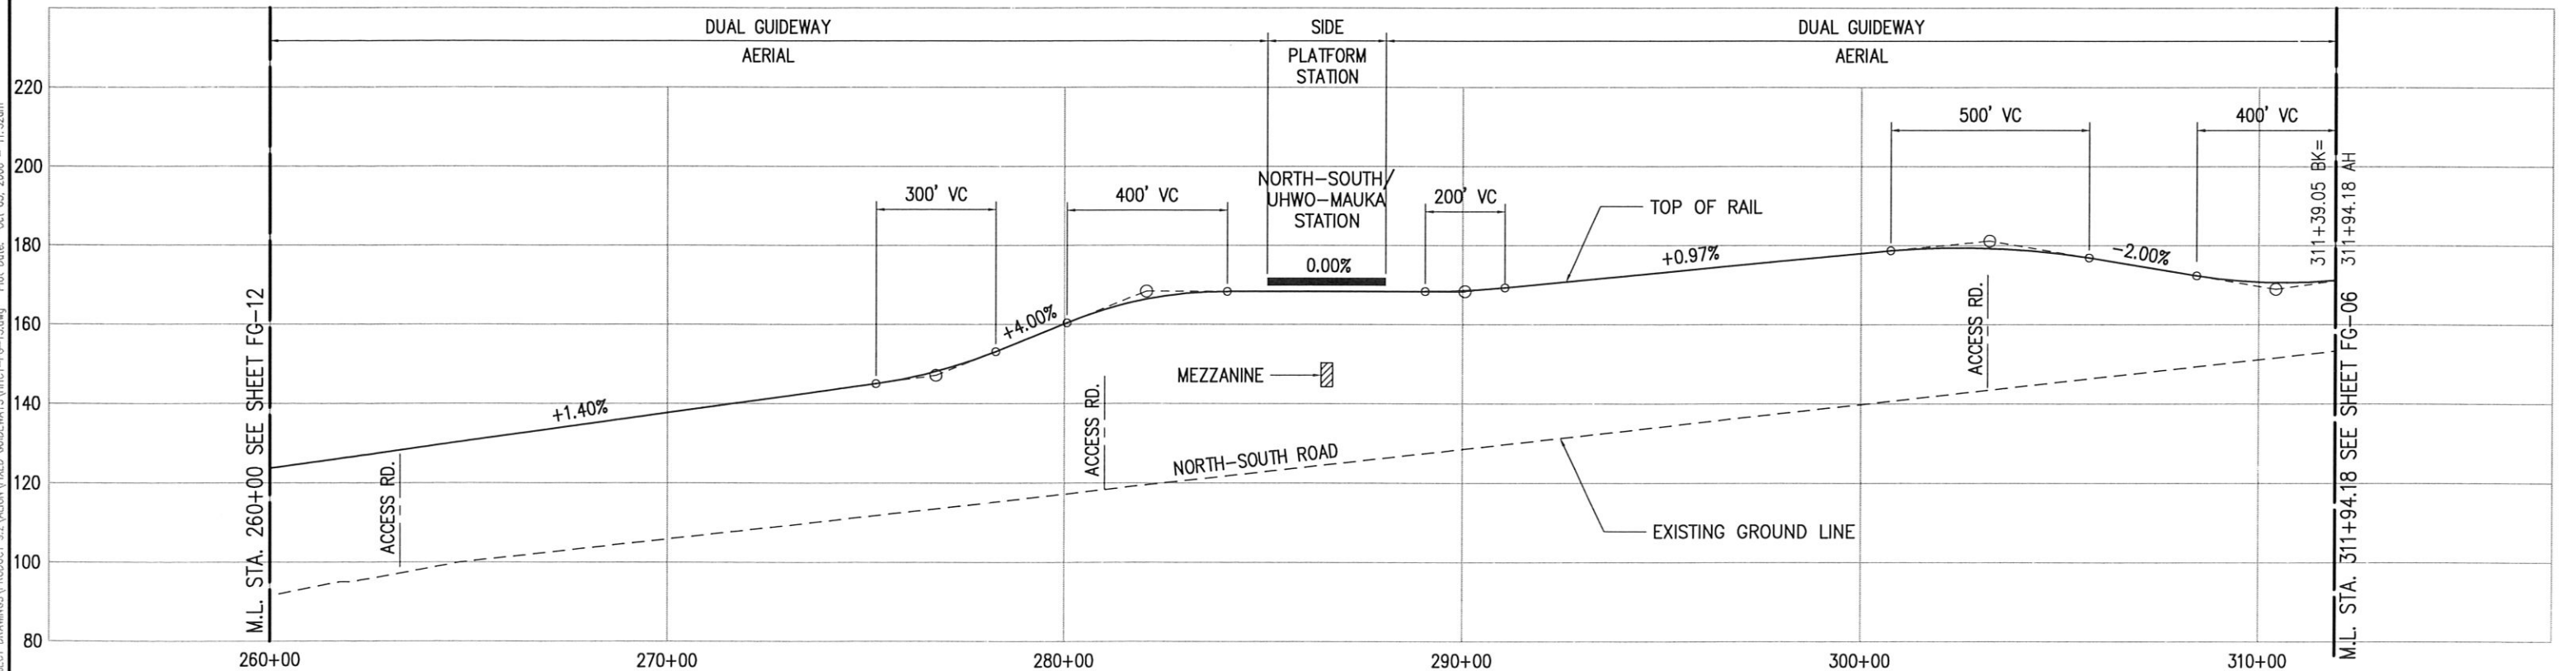 DUAL GUIDEWAY
AERIAL
SIDE
PLATFORM
STATION
DUAL GUIDEWAY
AERIAL
220
200
180
160
140
120
100
80
300' VC
400' VC
NORTH-SOUTH/
UHWO-MAUKA
STATION
0.00%
200' VC
TOP OF RAIL
500' VC
400' VC
+0.97%
-2.00%
+4.00%
+1.40%
311+39.05 BK=
311+94.18 AH
M.L. STA. 260+00 SEE SHEET FG-12
M.L. STA. 311+94.18 SEE SHEET FG-06
ACCESS RD.
ACCESS RD.
ACCESS RD.
MEZZANINE
NORTH-SOUTH ROAD
EXISTING GROUND LINE
260+00
270+00
280+00
290+00
300+00
310+00